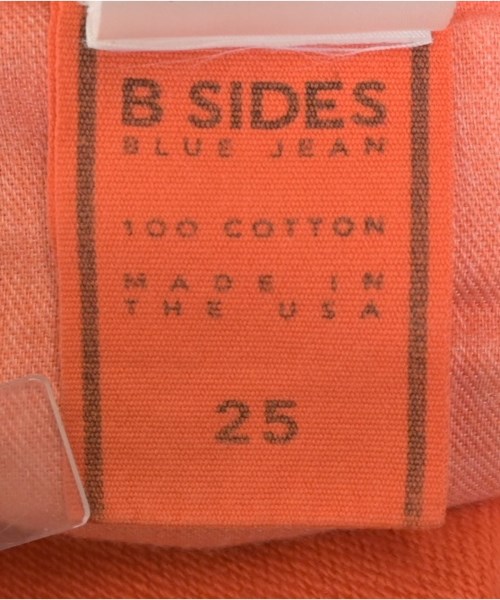 B SIDES
BLUE JEAN
100 COTTON
MADE IN
THE USA
25